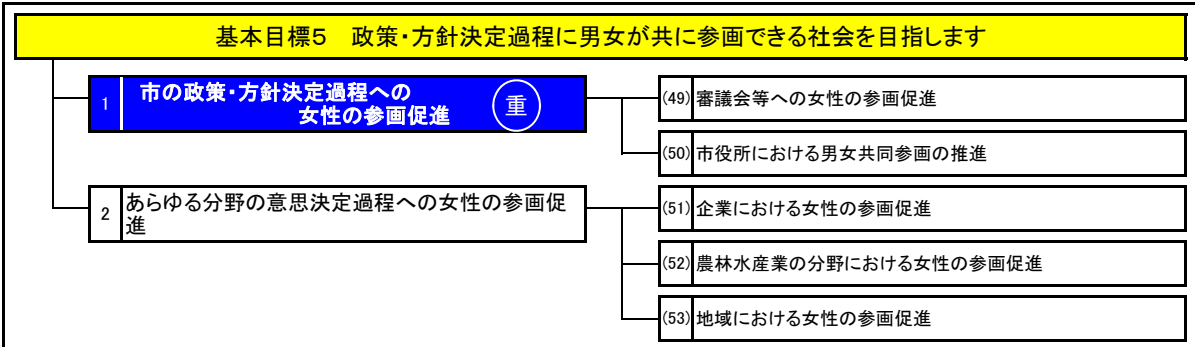 基本目標5　政策・方針決定過程に男女が共に参画できる社会を目指します
1
市の政策・方針決定過程への
女性の参画促進
重
(49) 審議会等への女性の参画促進
(50) 市役所における男女共同参画の推進
2
あらゆる分野の意思決定過程への女性の参画促
進
(51) 企業における女性の参画促進
(52) 農林水産業の分野における女性の参画促進
(53) 地域における女性の参画促進